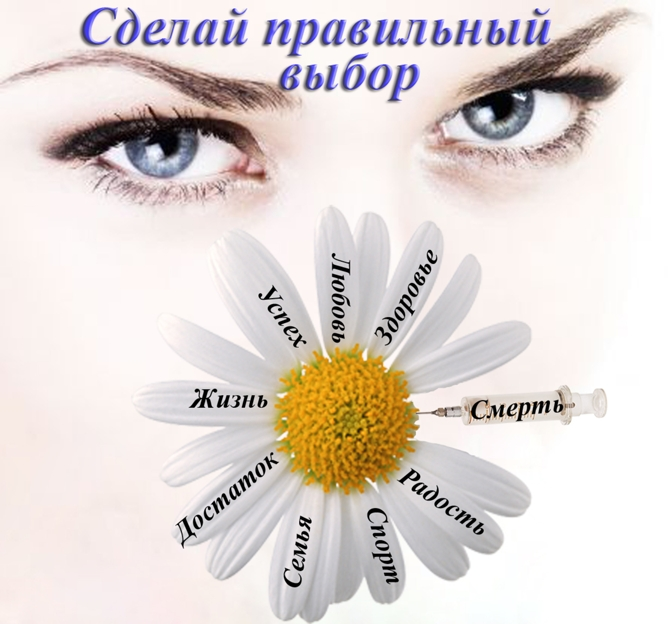 Сделай правильный
выбор
Успех
Любовь
Здоровье
Жизнь
Смерть
Достаток
Семья
Спорт
Радость